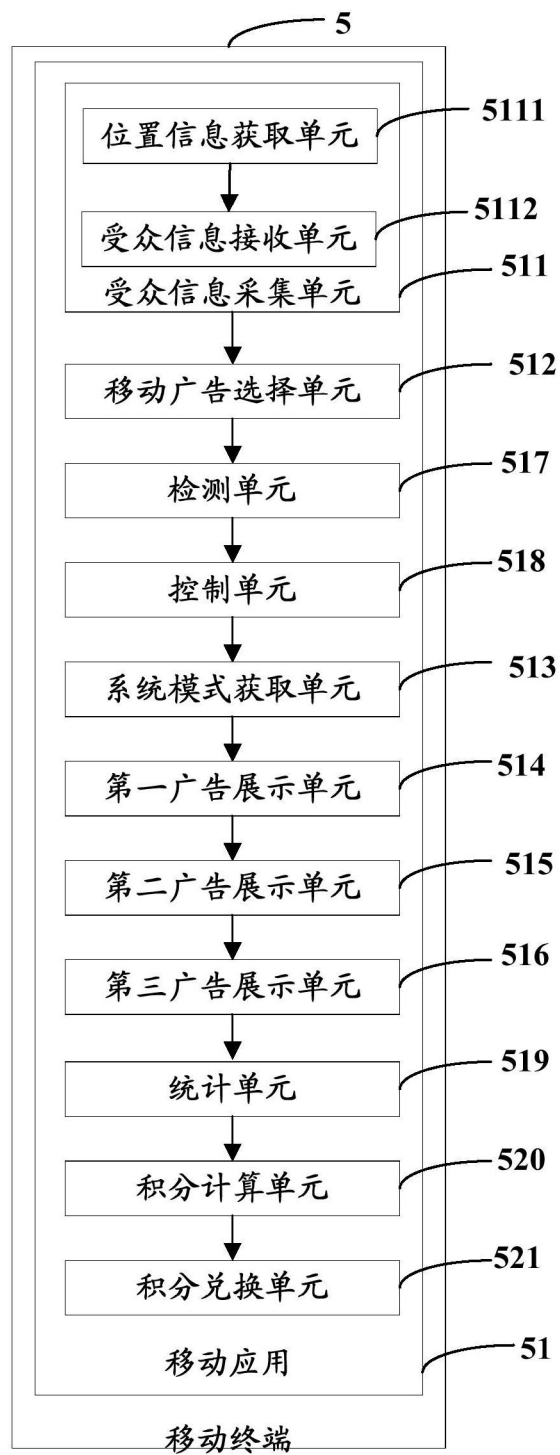 5
位置信息获取单元
5111
受众信息接收单元
5112
受众信息采集单元
511
移动广告选择单元
512
检测单元
517
控制单元
518
系统模式获取单元
513
第一广告展示单元
514
第二广告展示单元
515
第三广告展示单元
516
统计单元
519
积分计算单元
520
积分兑换单元
521
移动应用
51
移动终端